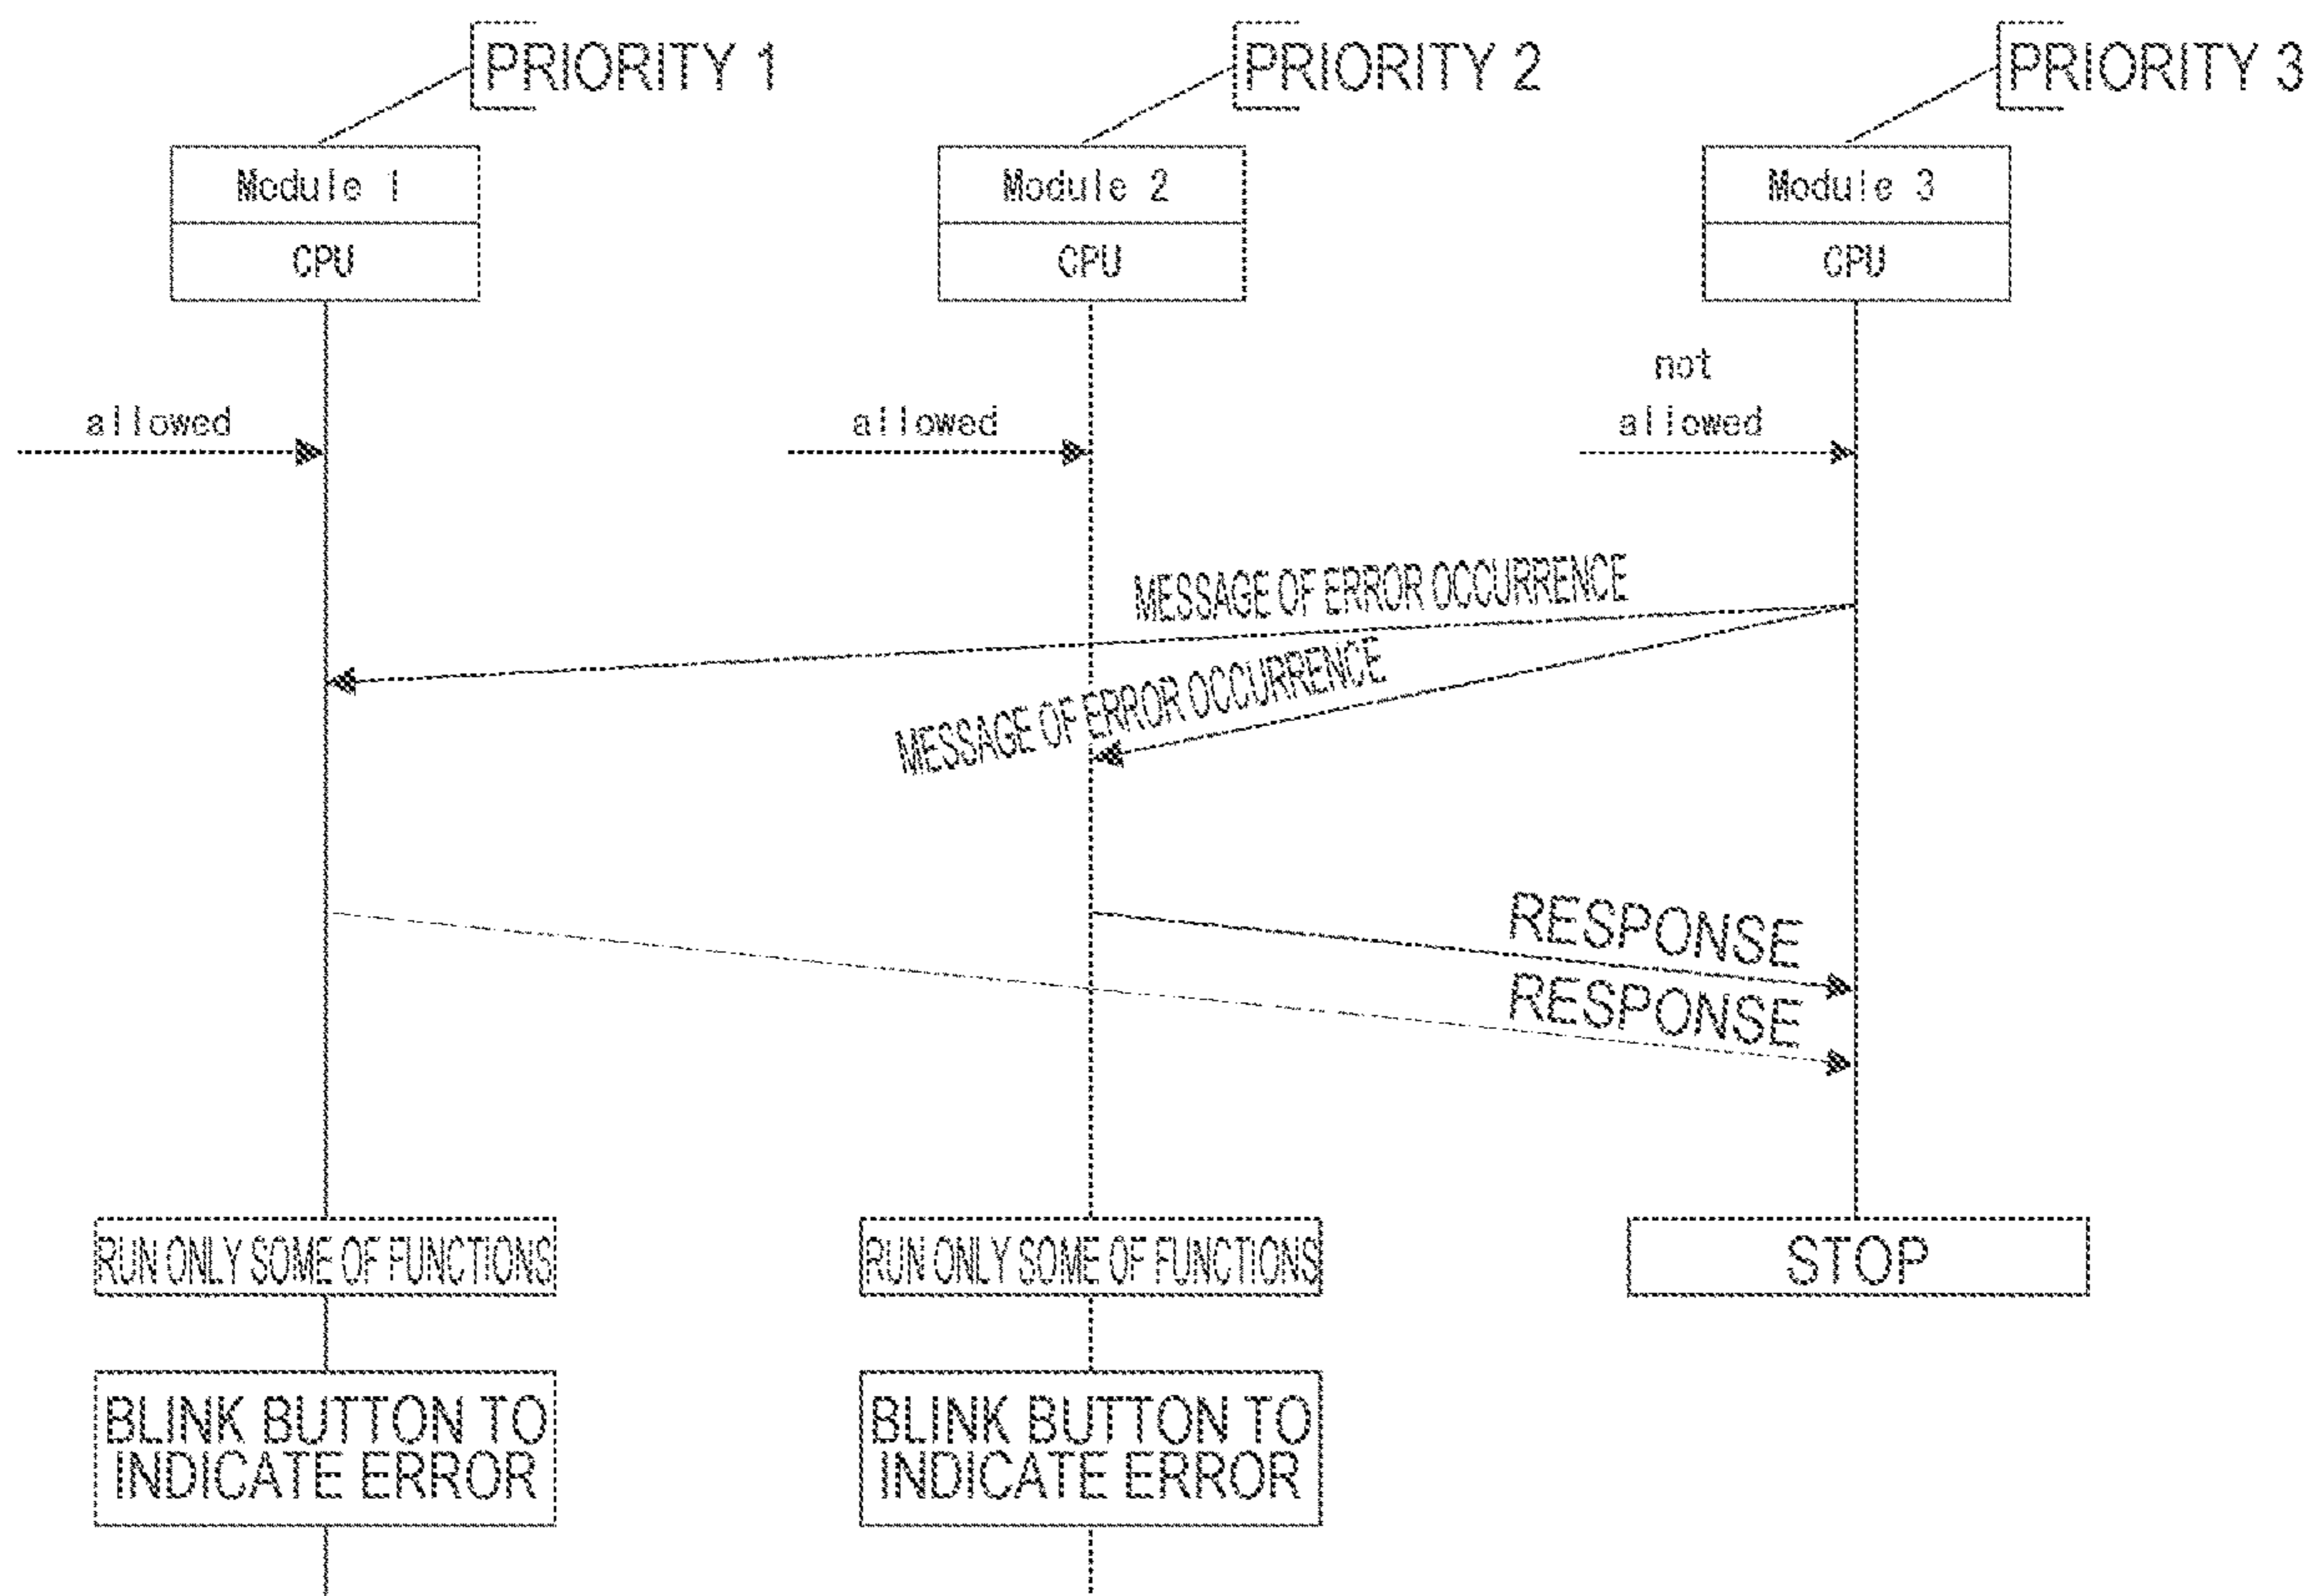 PRIORITY 1
PRIORITY 2
PRIORITY 3
Module 1
Module 2
Module 3
CPU
CPU
CPU
allowed
allowed
not
allowed
MESSAGE OF ERROR OCCURRENCE
MESSAGE OF ERROR OCCURRENCE
RESPONSE
RESPONSE
RUN ONLY SOME OF FUNCTIONS
RUN ONLY SOME OF FUNCTIONS
STOP
BLINK BUTTON TO
INDICATE ERROR
BLINK BUTTON TO
INDICATE ERROR